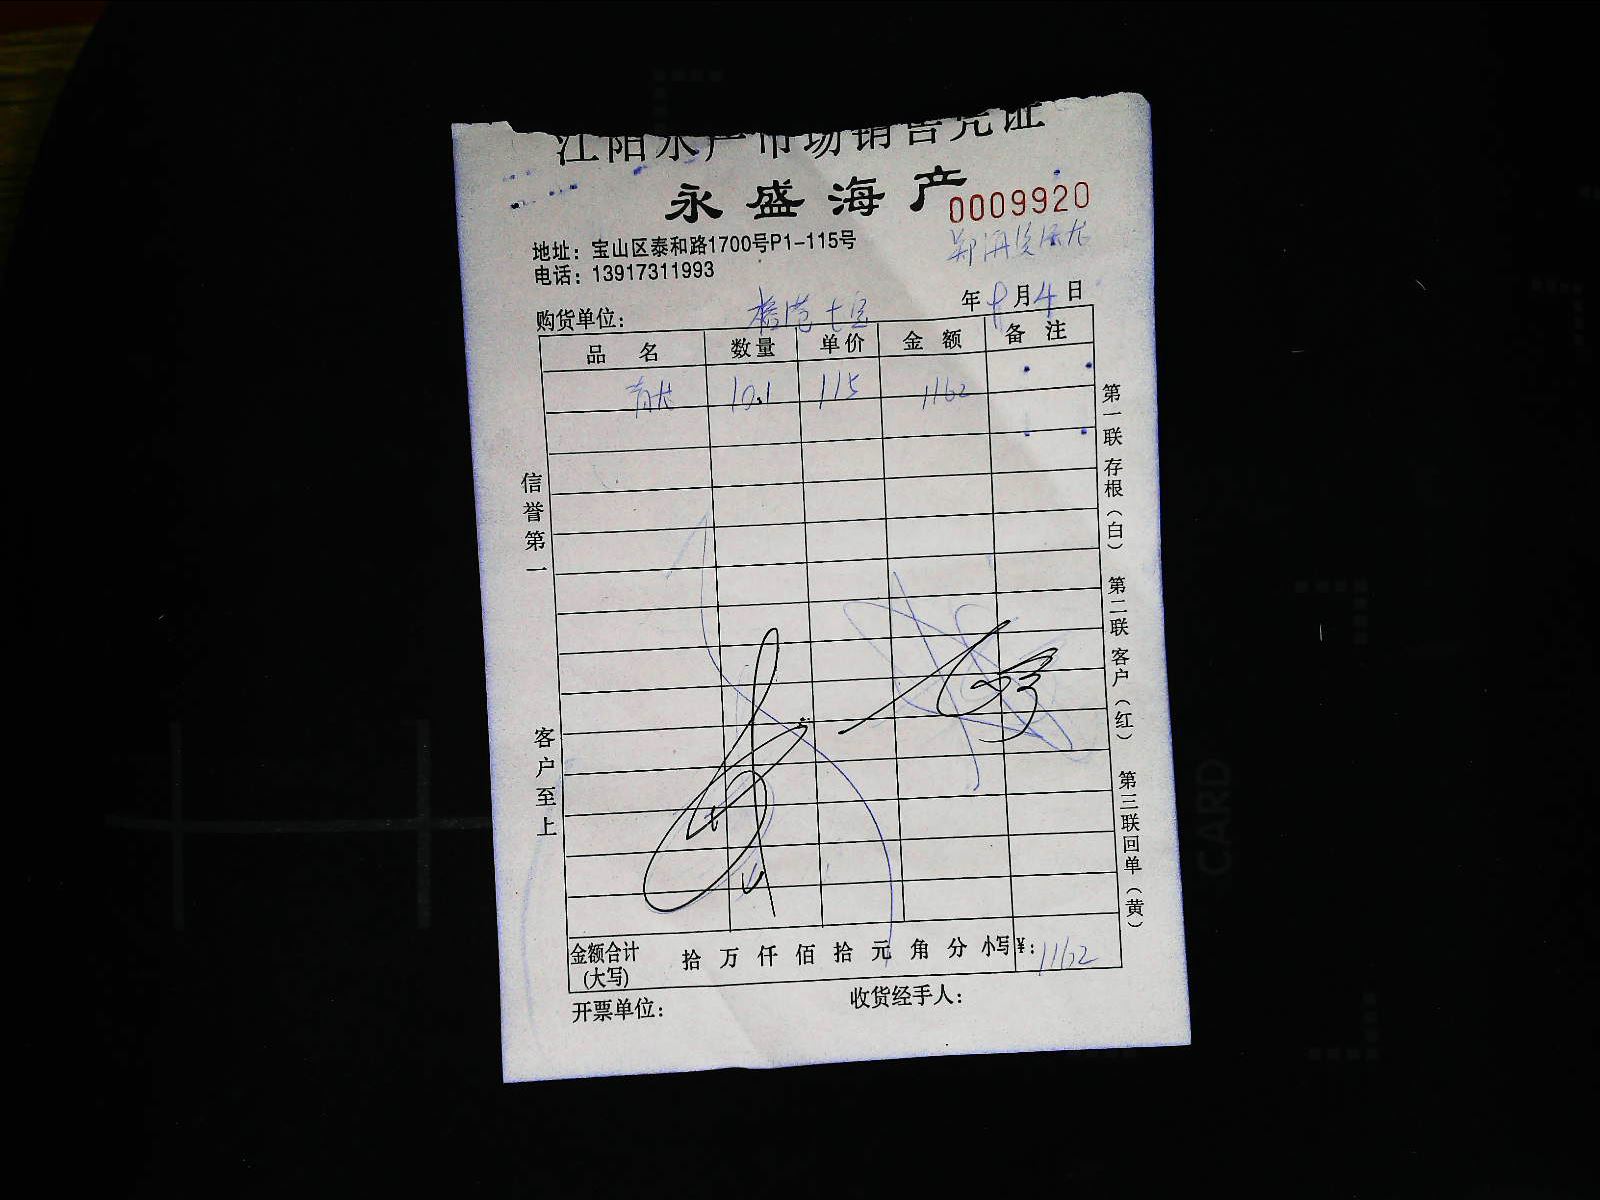 江阳水产市场销售凭证
永盛海产
0009920
地址：宝山区泰和路1700号P1-115号
电话：13917311993
年 月4日
购货单位：
品名 数量 单价 金额 备注
10.1 115 1162
信誉第一
客户至上
第一联 存根（白） 第二联 客户（红） 第三联 回单（黄）
金额合计(大写) 拾 万 仟 佰 拾 元 角 分 小写¥：1162
开票单位： 收货经手人：
CARD